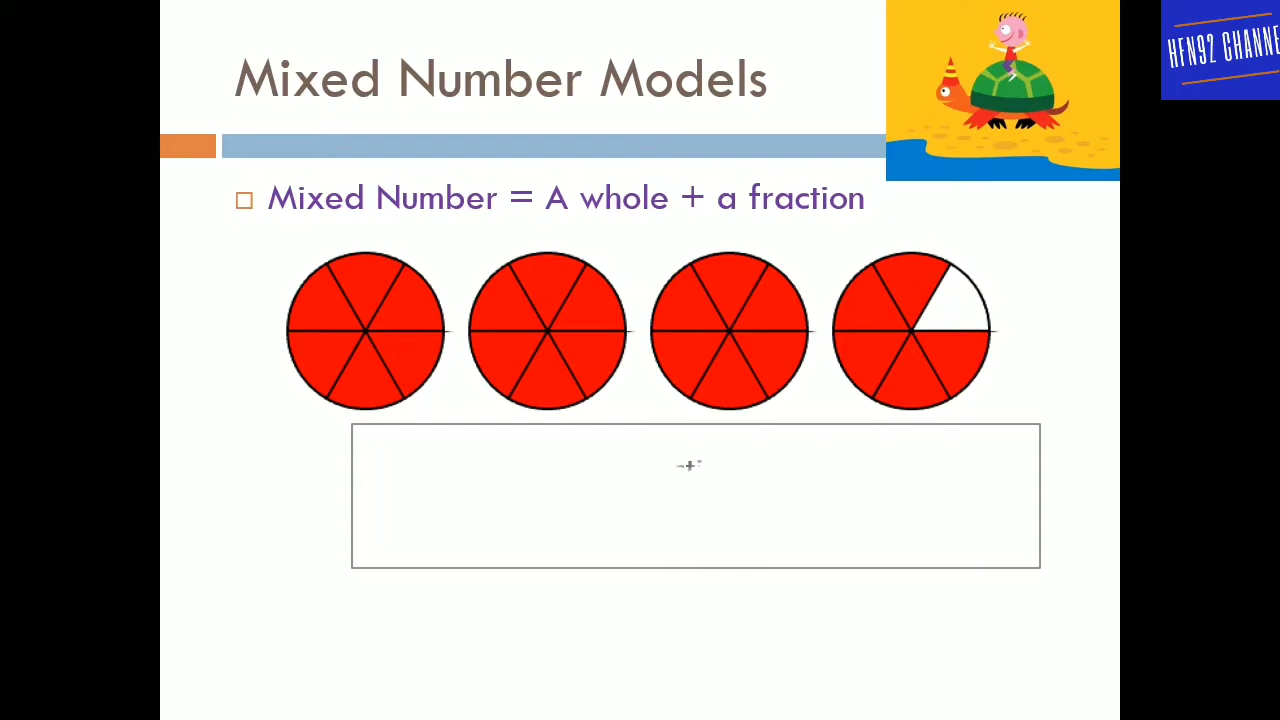 Mixed Number Models
HFN92 CHANNE
Mixed Number = A whole + a fraction